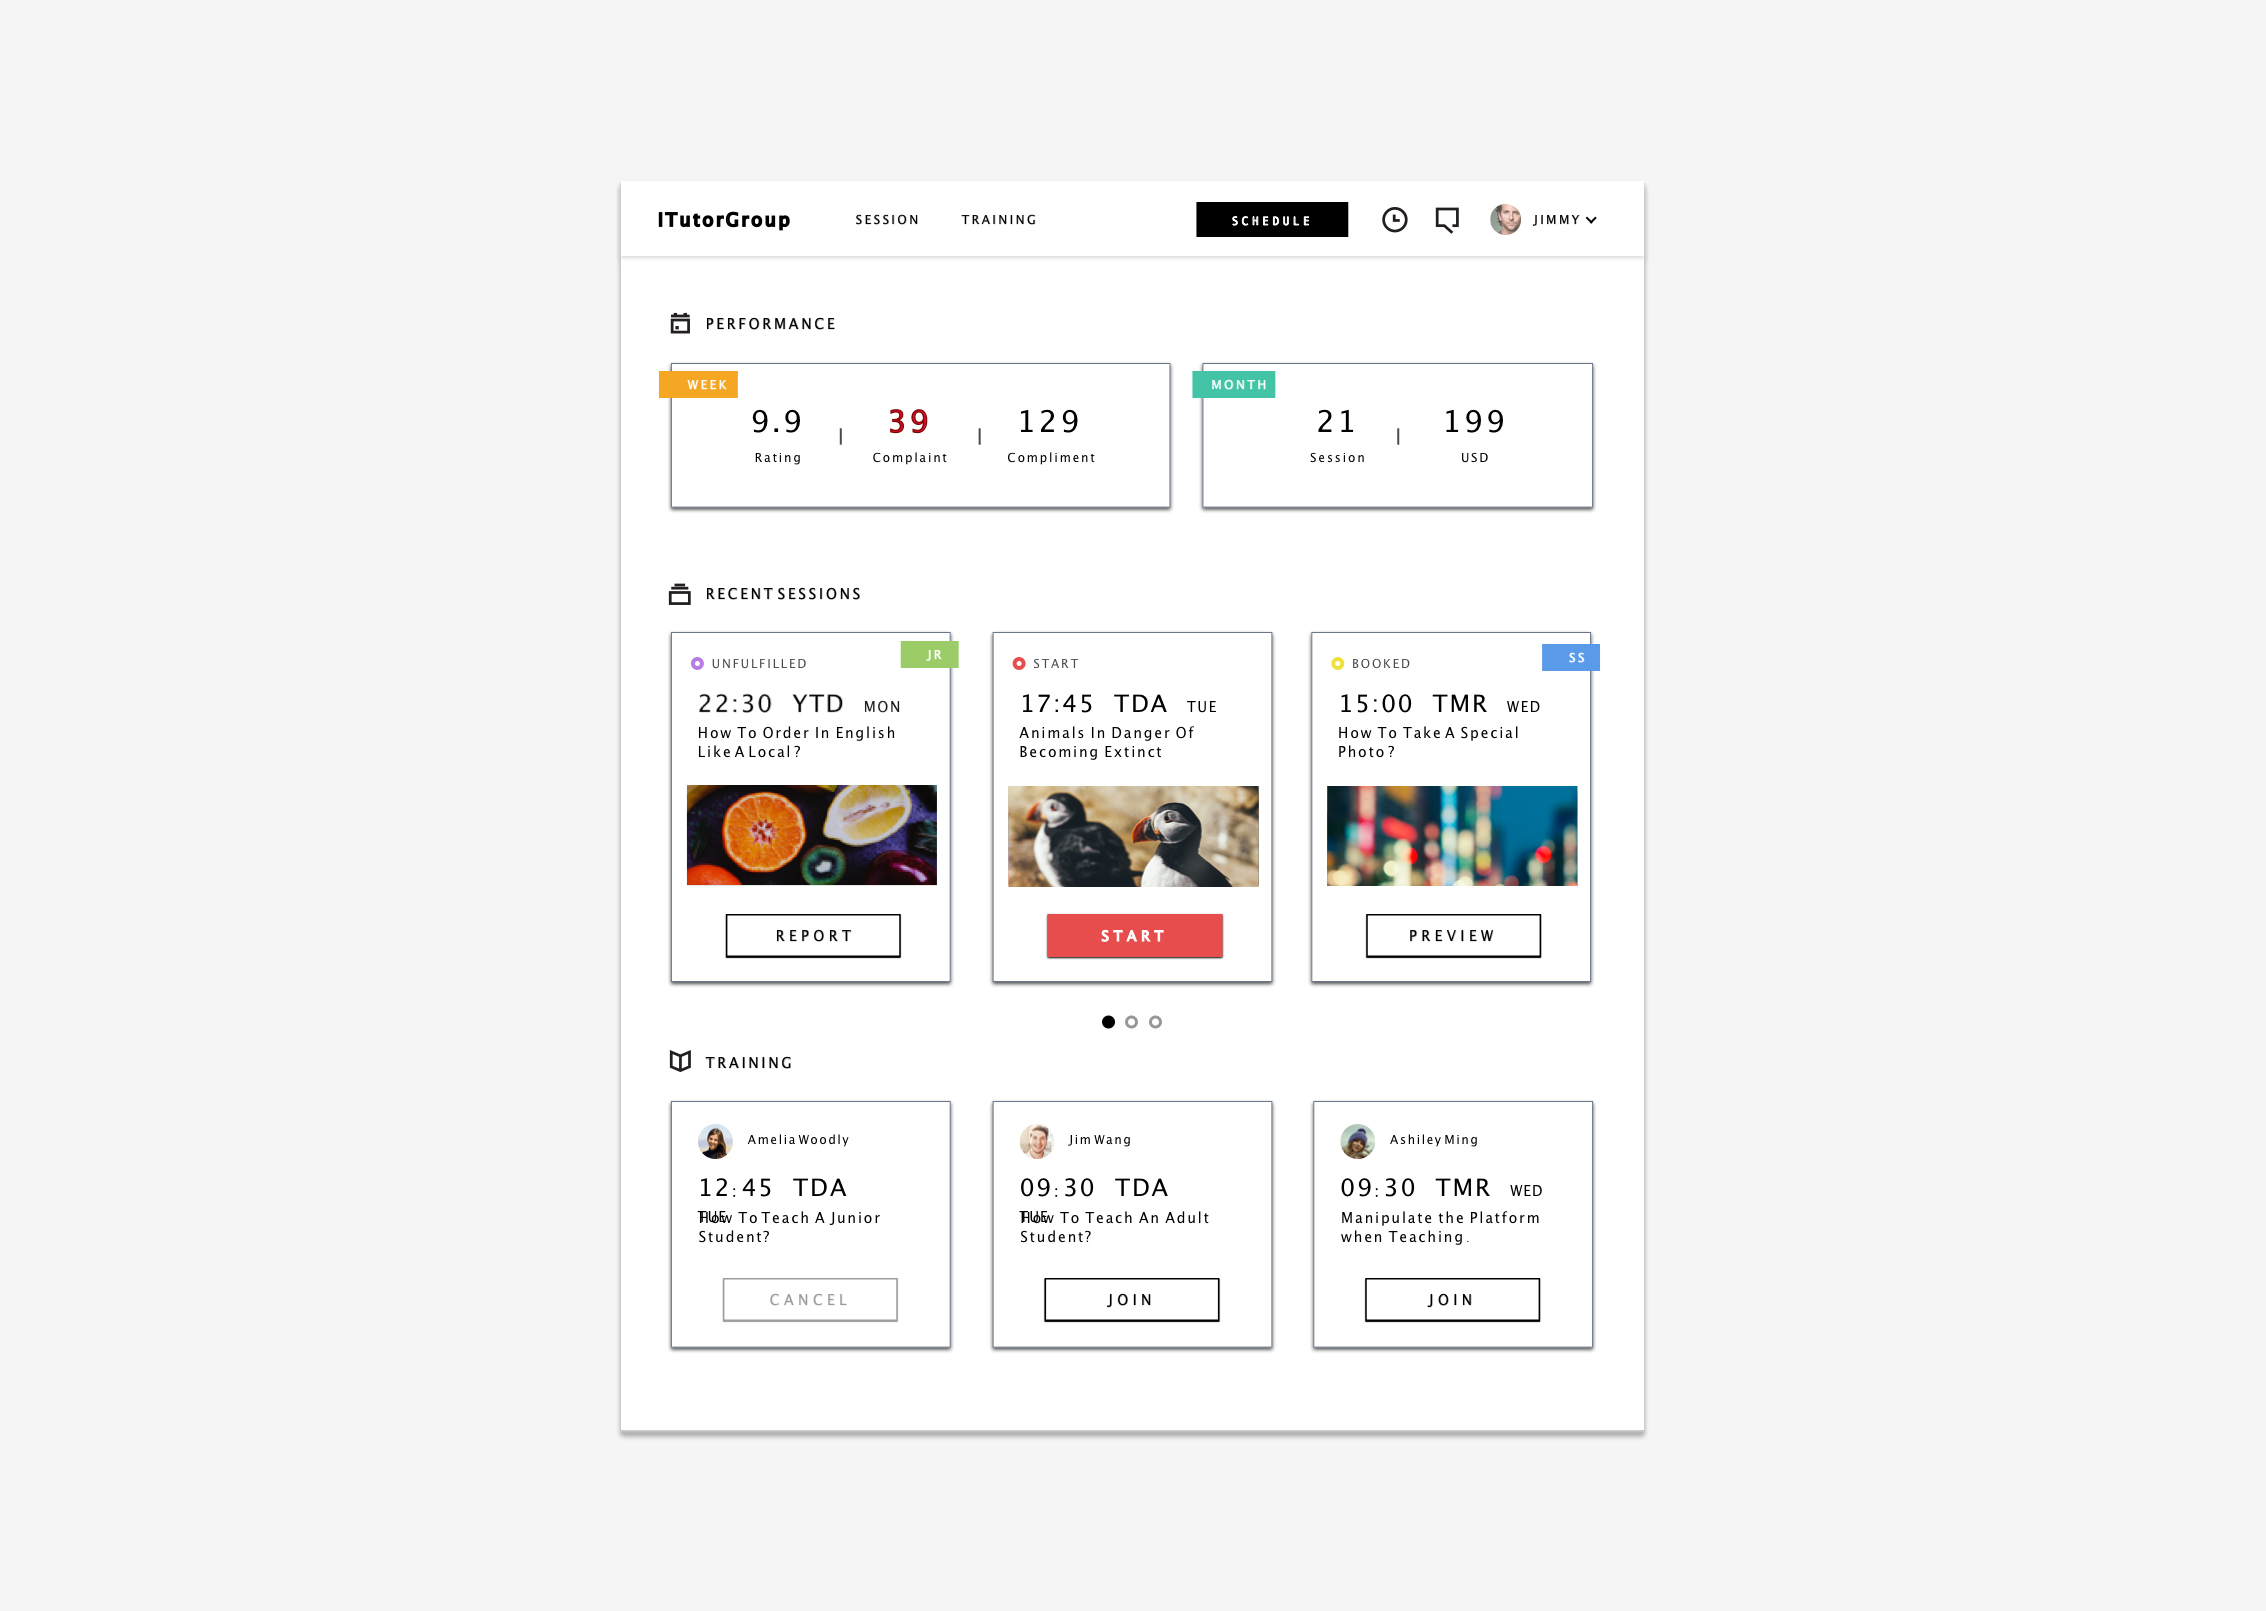 ITutorGroup
SESSION
TRAINING
SCHEDULE
JIMMY
PERFORMANCE
WEEK
9.9 | 39 | 129
Rating Complaint Compliment
MONTH
21 | 199
Session USD
RECENT SESSIONS
UNFULFILLED
JR
22:30 YTD MON
How To Order In English
Like A Local?
REPORT
START
17:45 TDA TUE
Animals In Danger Of
Becoming Extinct
START
BOOKED
SS
15:00 TMR WED
How To Take A Special
Photo?
PREVIEW
TRAINING
Amelia Woodly
12:45 TDA
TUE
How To Teach A Junior
Student?
CANCEL
Jim Wang
09:30 TDA
TUE
How To Teach An Adult
Student?
JOIN
Ashiley Ming
09:30 TMR WED
Manipulate the Platform
when Teaching.
JOIN